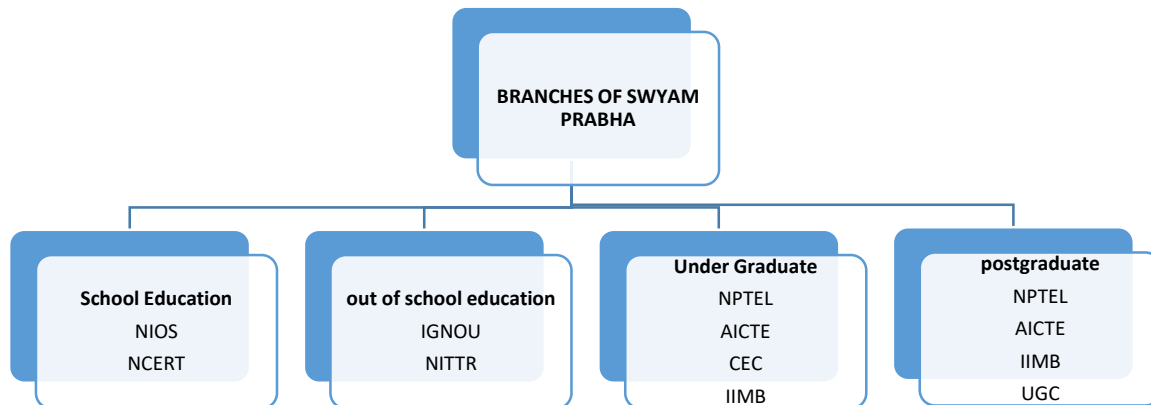 BRANCHES OF SWYAM
PRABHA
School Education
NIOS
NCERT
out of school education
IGNOU
NITTR
Under Graduate
NPTEL
AICTE
CEC
IIMB
postgraduate
NPTEL
AICTE
IIMB
UGC